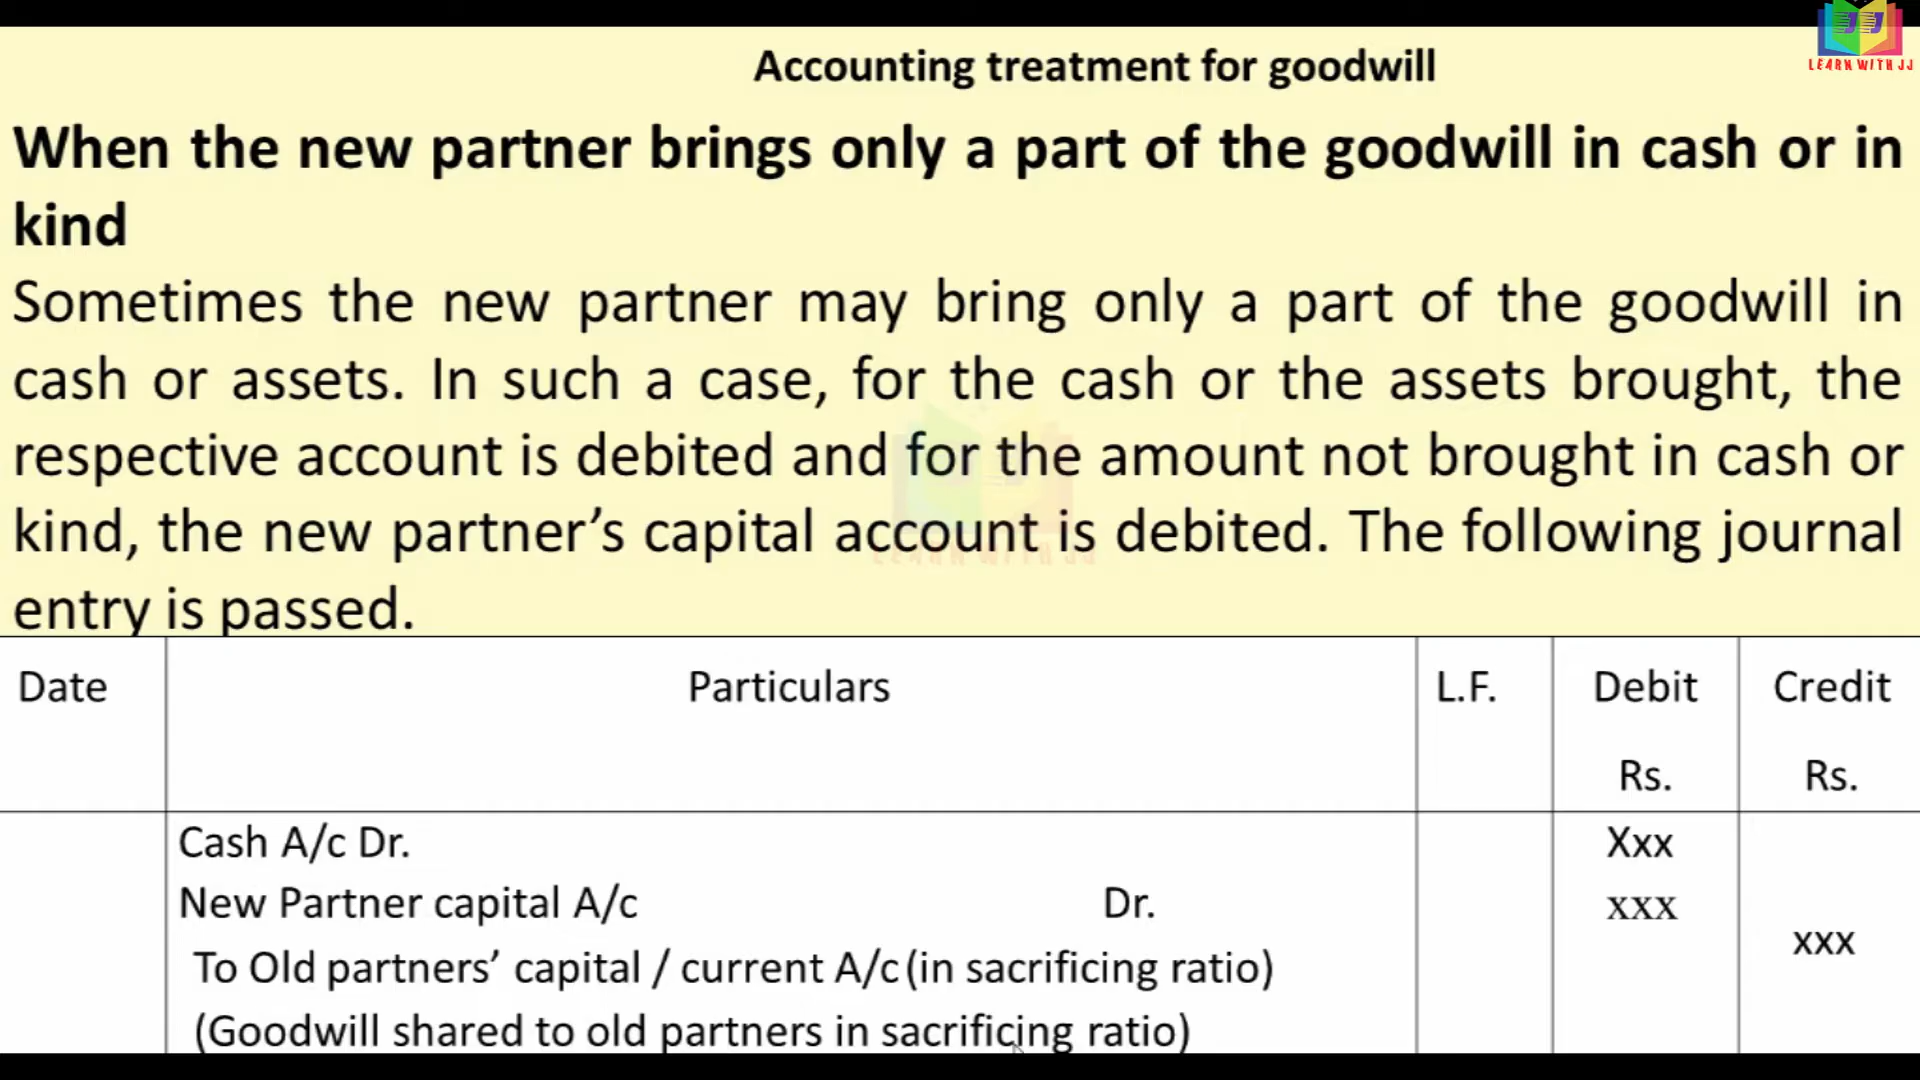 LEARN WITH JJ
Accounting treatment for goodwill
When the new partner brings only a part of the goodwill in cash or in
kind
Sometimes the new partner may bring only a part of the goodwill in
cash or assets. In such a case, for the cash or the assets brought, the
respective account is debited and for the amount not brought in cash or
kind, the new partner’s capital account is debited. The following journal
entry is passed.
LEARN WITH JJ
Date Particulars L.F. Debit Credit
Rs. Rs.
Cash A/c Dr. Xxx
New Partner capital A/c Dr. xxx
xxx
To Old partners’ capital / current A/c (in sacrificing ratio)
(Goodwill shared to old partners in sacrificing ratio)